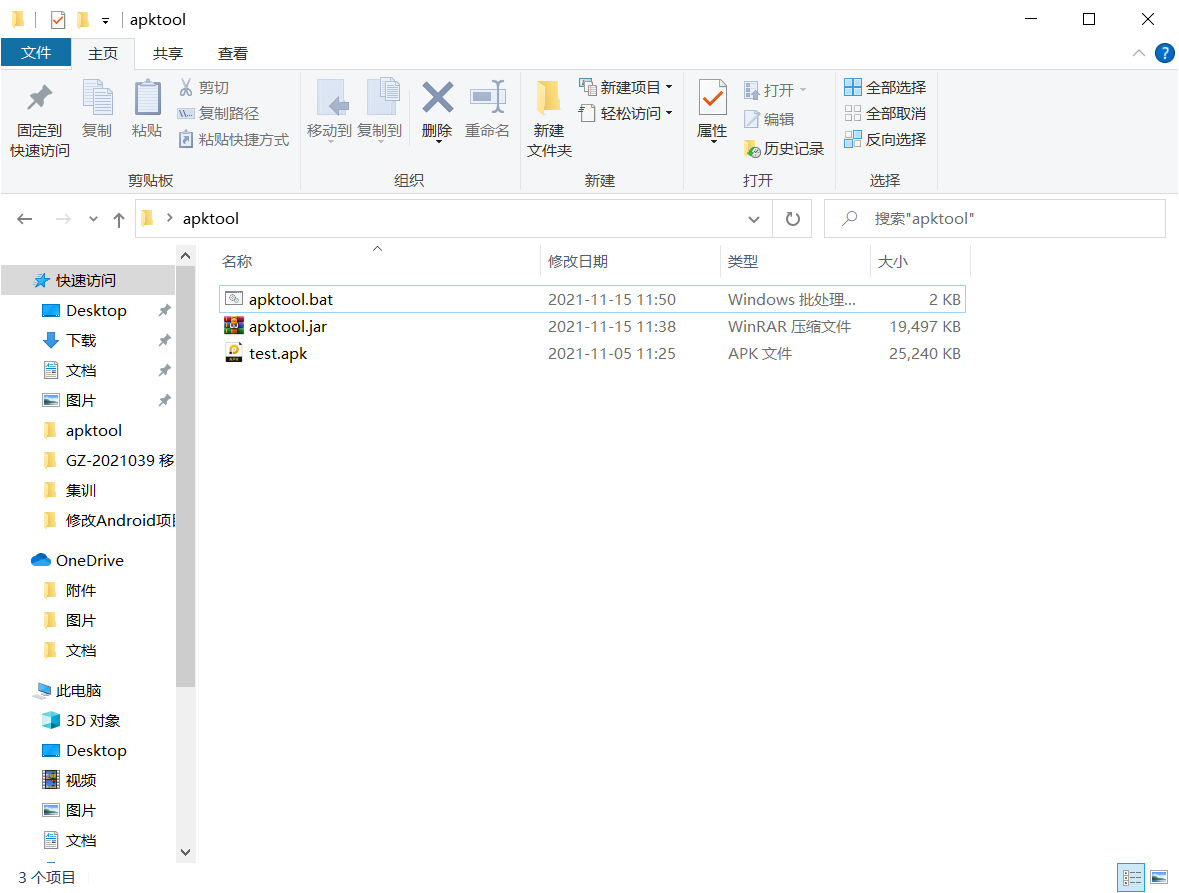 apktool
文件 主页 共享 查看
固定到
快速访问
复制
粘贴
剪切
复制路径
粘贴快捷方式
剪贴板
移动到
复制到
删除
重命名
组织
新建
文件夹
新建项目
轻松访问
新建
属性
打开
编辑
历史记录
打开
全部选择
全部取消
反向选择
选择
apktool
搜索"apktool"
名称 修改日期 类型 大小
apktool.bat 2021-11-15 11:50 Windows 批处理... 2 KB
apktool.jar 2021-11-15 11:38 WinRAR 压缩文件 19,497 KB
test.apk 2021-11-05 11:25 APK 文件 25,240 KB
快速访问
Desktop
下载
文档
图片
apktool
GZ-2021039 移
集训
修改Android项
OneDrive
附件
图片
文档
此电脑
3D 对象
Desktop
视频
图片
文档
3 个项目